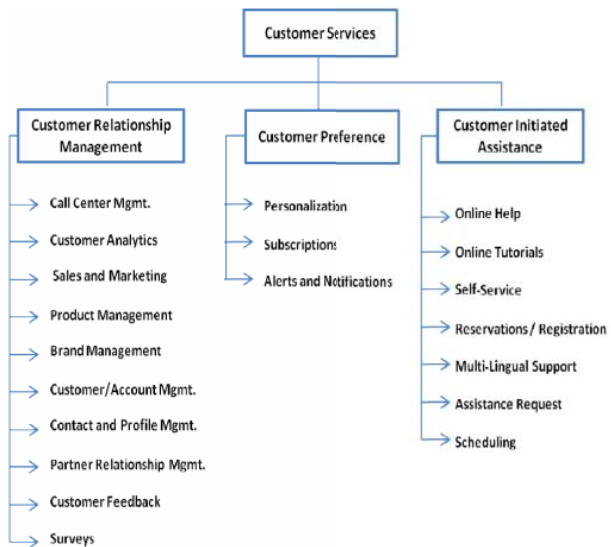 Customer Services
Customer Relationship
Management
Call Center Mgmt.
Customer Analytics
Sales and Marketing
Product Management
Brand Management
Customer/Account Mgmt.
Contact and Profile Mgmt.
Partner Relationship Mgmt.
Customer Feedback
Surveys
Customer Preference
Personalization
Subscriptions
Alerts and Notifications
Customer Initiated
Assistance
Online Help
Online Tutorials
Self-Service
Reservations / Registration
Multi-Lingual Support
Assistance Request
Scheduling